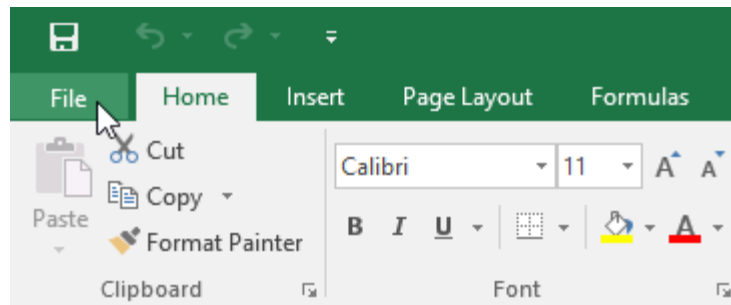 File Home Insert Page Layout Formulas
Cut
Calibri 11 A A
Copy
Paste
B I U A
Format Painter
Clipboard Font